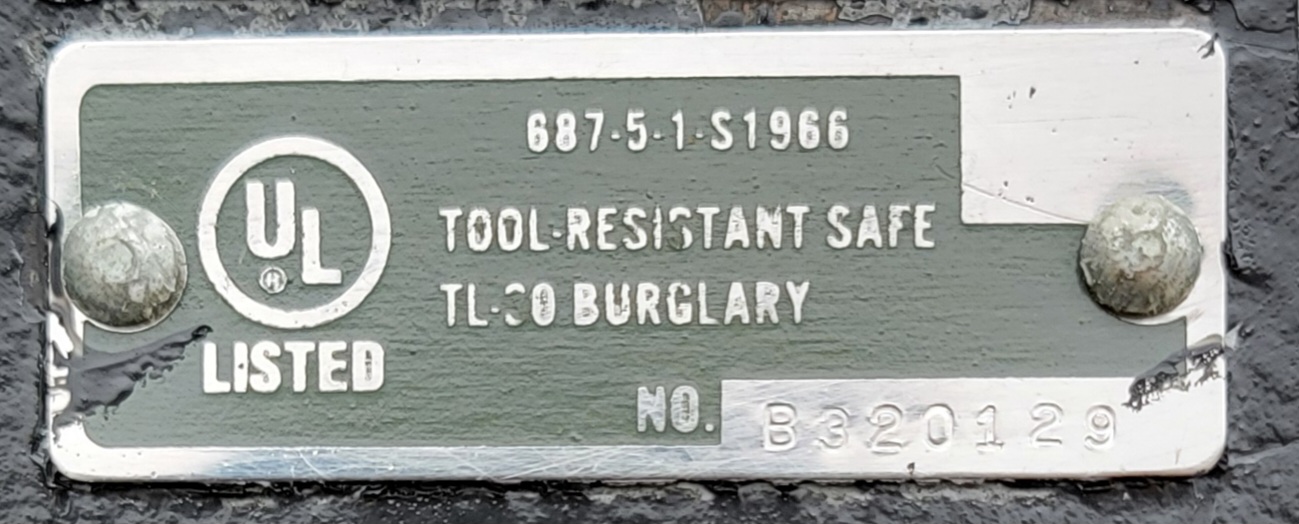 687-5-1-S1966
UL
®
LISTED
TOOL-RESISTANT SAFE
TL-30 BURGLARY
NO. B320129